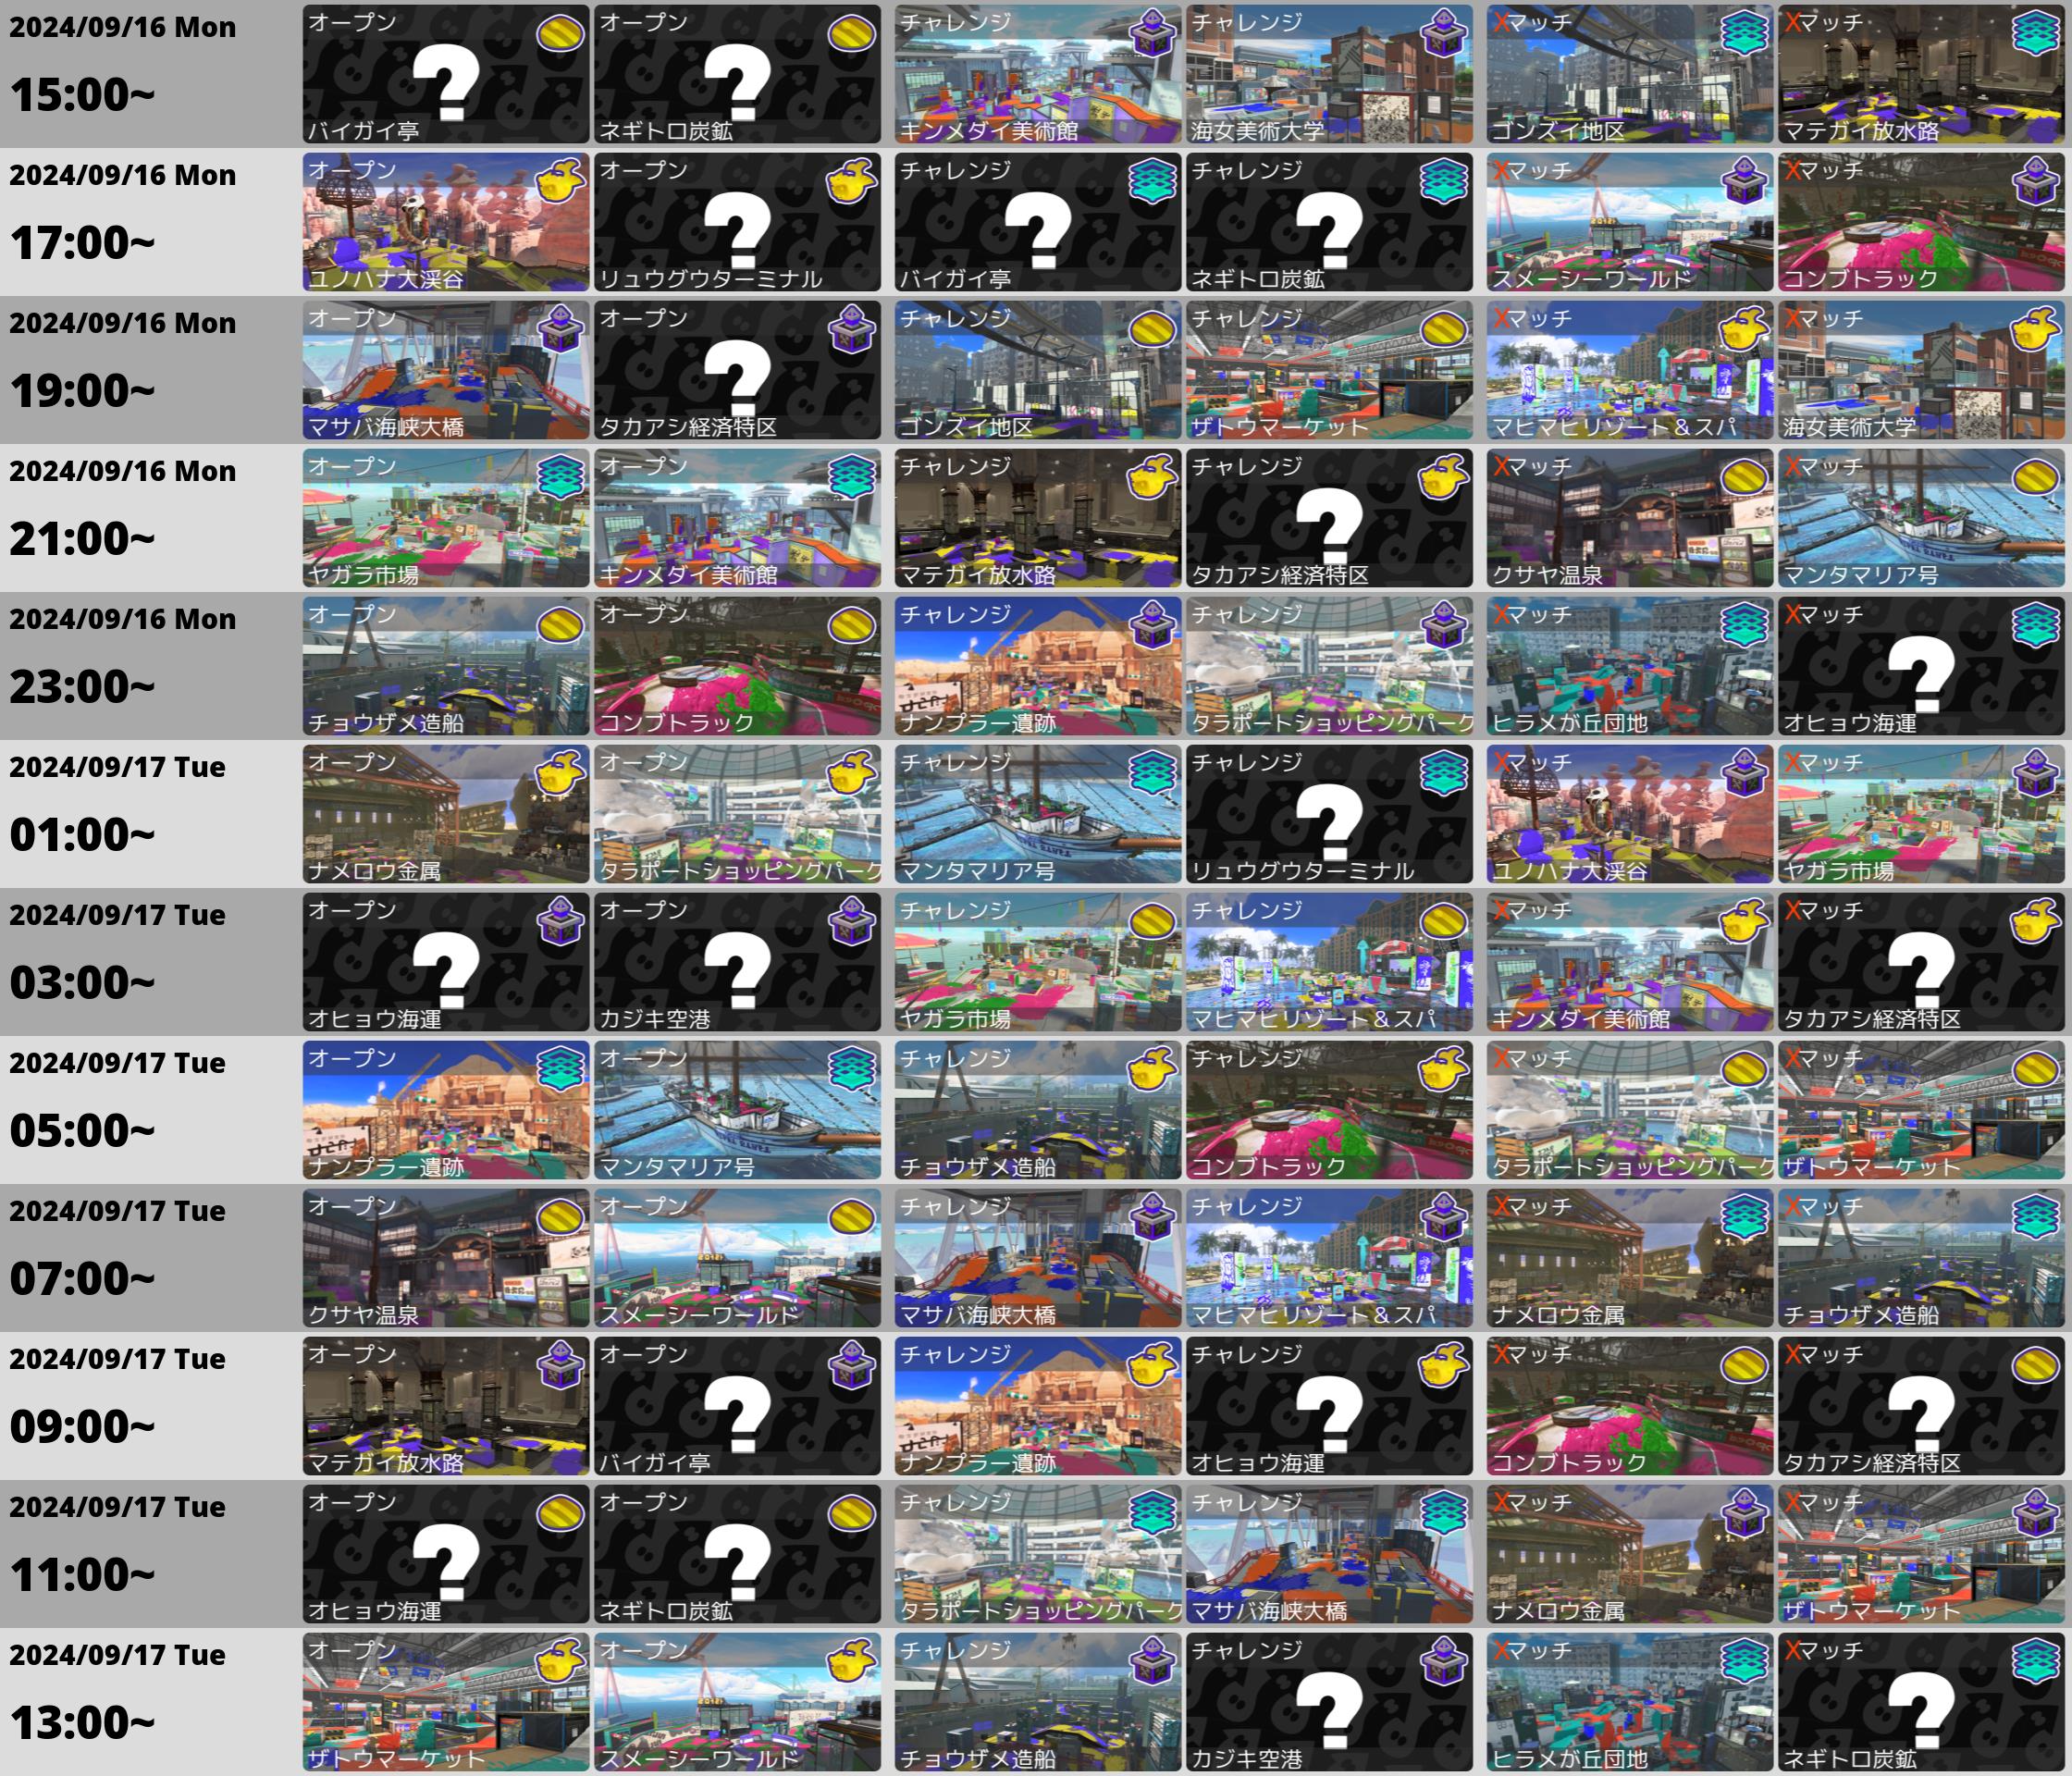 2024/09/16 Mon
15:00~
オープン
バイガイ亭
オープン
ネギトロ炭鉱
チャレンジ
キンメダイ美術館
チャレンジ
海女美術大学
Xマッチ
ゴンズイ地区
Xマッチ
マテガイ放水路
2024/09/16 Mon
17:00~
オープン
ユノハナ大渓谷
オープン
リュウグウターミナル
チャレンジ
バイガイ亭
チャレンジ
ネギトロ炭鉱
Xマッチ
スメーシーワールド
Xマッチ
コンブトラック
2024/09/16 Mon
19:00~
オープン
マサバ海峡大橋
オープン
タカアシ経済特区
チャレンジ
ゴンズイ地区
チャレンジ
ザトウマーケット
Xマッチ
マヒマヒリゾート＆スパ
Xマッチ
海女美術大学
2024/09/16 Mon
21:00~
オープン
ヤガラ市場
オープン
キンメダイ美術館
チャレンジ
マテガイ放水路
チャレンジ
タカアシ経済特区
Xマッチ
クサヤ温泉
Xマッチ
マンタマリア号
2024/09/16 Mon
23:00~
オープン
チョウザメ造船
オープン
コンブトラック
チャレンジ
ナンプラー遺跡
チャレンジ
タラポートショッピングパーク
Xマッチ
ヒラメが丘団地
Xマッチ
オヒョウ海運
2024/09/17 Tue
01:00~
オープン
ナメロウ金属
オープン
タラポートショッピングパーク
チャレンジ
マンタマリア号
チャレンジ
リュウグウターミナル
Xマッチ
ユノハナ大渓谷
Xマッチ
ヤガラ市場
2024/09/17 Tue
03:00~
オープン
オヒョウ海運
オープン
カジキ空港
チャレンジ
ヤガラ市場
チャレンジ
マヒマヒリゾート＆スパ
Xマッチ
キンメダイ美術館
Xマッチ
タカアシ経済特区
2024/09/17 Tue
05:00~
オープン
ナンプラー遺跡
オープン
マンタマリア号
チャレンジ
チョウザメ造船
チャレンジ
コンブトラック
Xマッチ
タラポートショッピングパーク
Xマッチ
ザトウマーケット
2024/09/17 Tue
07:00~
オープン
クサヤ温泉
オープン
スメーシーワールド
チャレンジ
マサバ海峡大橋
チャレンジ
マヒマヒリゾート＆スパ
Xマッチ
ナメロウ金属
Xマッチ
チョウザメ造船
2024/09/17 Tue
09:00~
オープン
マテガイ放水路
オープン
バイガイ亭
チャレンジ
ナンプラー遺跡
チャレンジ
オヒョウ海運
Xマッチ
コンブトラック
Xマッチ
タカアシ経済特区
2024/09/17 Tue
11:00~
オープン
オヒョウ海運
オープン
ネギトロ炭鉱
チャレンジ
タラポートショッピングパーク
チャレンジ
マサバ海峡大橋
Xマッチ
ナメロウ金属
Xマッチ
ザトウマーケット
2024/09/17 Tue
13:00~
オープン
ザトウマーケット
オープン
スメーシーワールド
チャレンジ
チョウザメ造船
チャレンジ
カジキ空港
Xマッチ
ヒラメが丘団地
Xマッチ
ネギトロ炭鉱